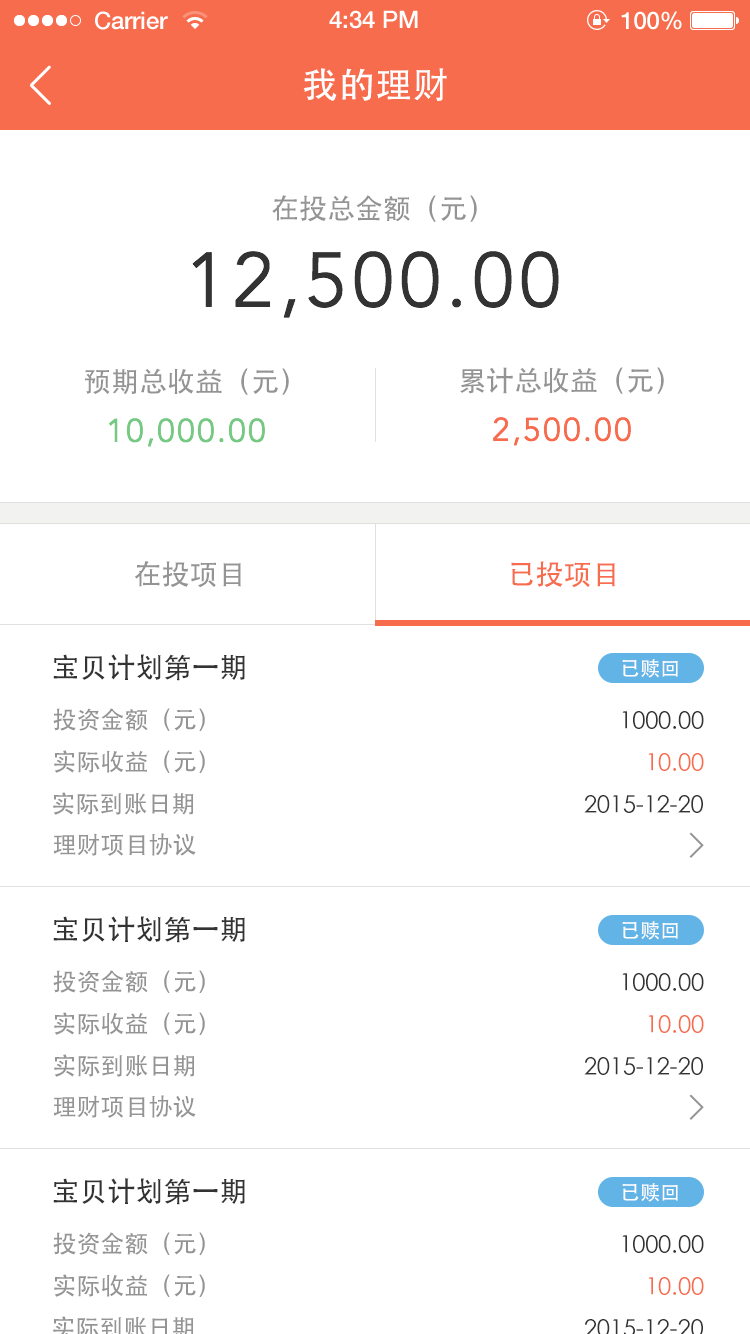 Carrier 4:34 PM 100%
我的理财
在投总金额（元）
12,500.00
预期总收益（元） 累计总收益（元）
10,000.00 2,500.00
在投项目 已投项目
宝贝计划第一期 已赎回
投资金额（元） 1000.00
实际收益（元） 10.00
实际到账日期 2015-12-20
理财项目协议
宝贝计划第一期 已赎回
投资金额（元） 1000.00
实际收益（元） 10.00
实际到账日期 2015-12-20
理财项目协议
宝贝计划第一期 已赎回
投资金额（元） 1000.00
实际收益（元） 10.00
实际到账日期 2015-12-20